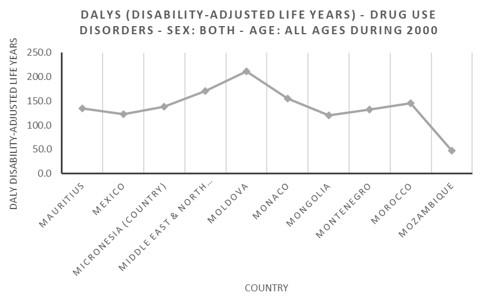 DALYS (DISABILITY-ADJUSTED LIFE YEARS) - DRUG USE
DISORDERS - SEX: BOTH - AGE: ALL AGES DURING 2000
DALY DISABILITY-ADJUSTED LIFE YEARS
250.0
200.0
150.0
100.0
50.0
0.0
MAURITIUS
MEXICO
MICRONESIA (COUNTRY)
MIDDLE EAST & NORTH...
MOLDOVA
MONACO
MONGOLIA
MONTENEGRO
MOROCCO
MOZAMBIQUE
COUNTRY